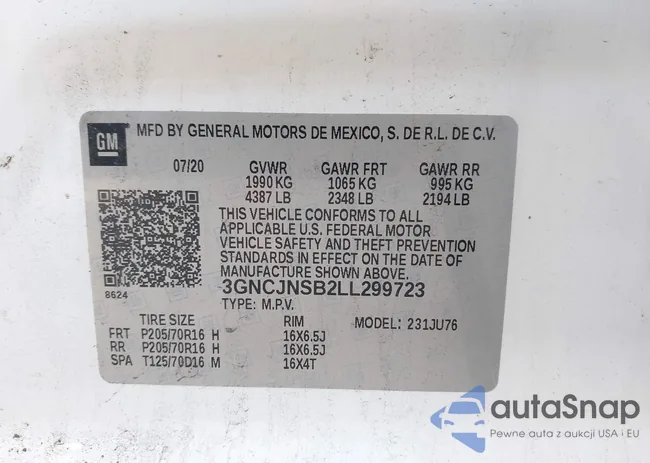 GM
MFD BY GENERAL MOTORS DE MEXICO, S. DE R.L. DE C.V.
07/20 GVWR GAWR FRT GAWR RR
1990 KG 1065 KG 995 KG
4387 LB 2348 LB 2194 LB
THIS VEHICLE CONFORMS TO ALL
APPLICABLE U.S. FEDERAL MOTOR
VEHICLE SAFETY AND THEFT PREVENTION
STANDARDS IN EFFECT ON THE DATE OF
MANUFACTURE SHOWN ABOVE.
8624
3GNCJNSB2LL299723
TYPE: M.P.V.
TIRE SIZE RIM MODEL: 231JU76
FRT P205/70R16 H 16X6.5J
RR P205/70R16 H 16X6.5J
SPA T125/70D16 M 16X4T
autaSnap
Pewne auta z aukcji USA i EU